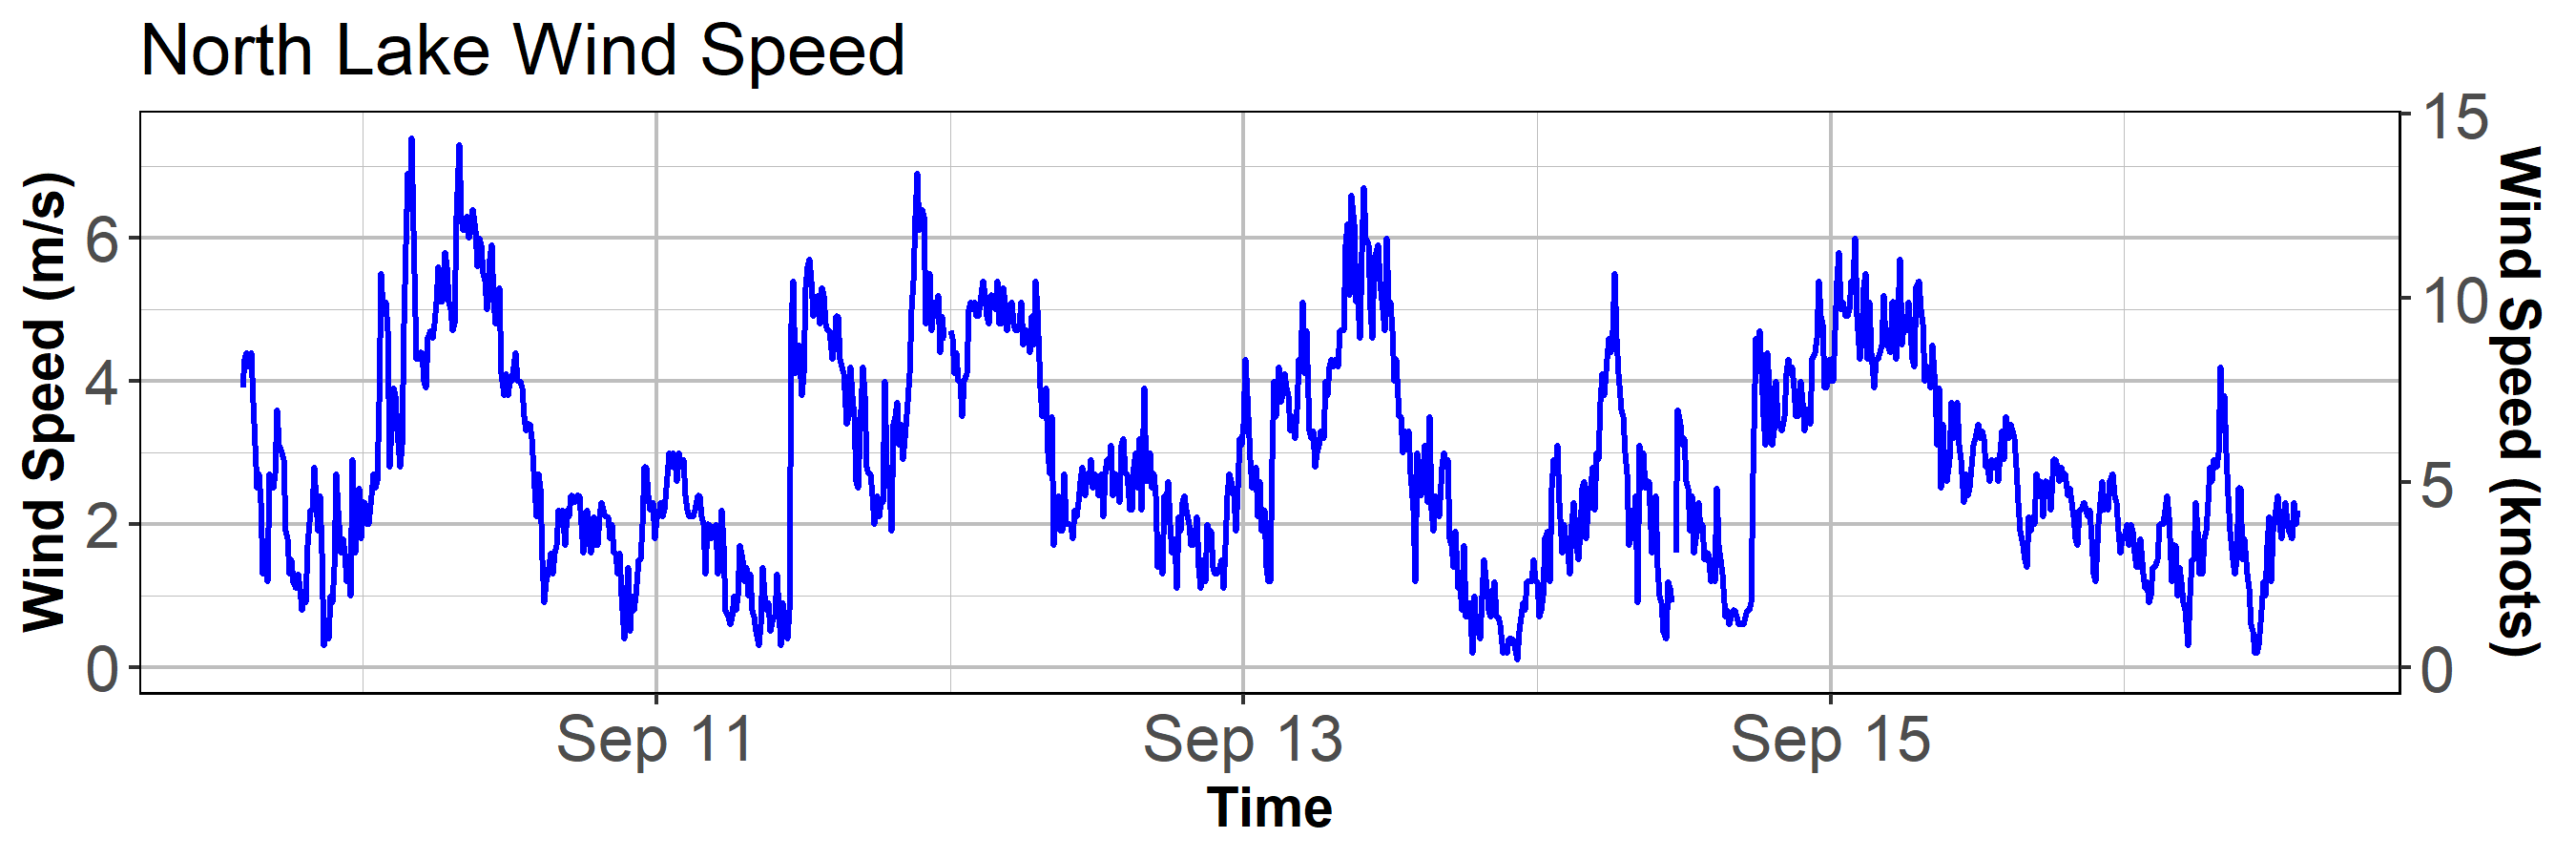 North Lake Wind Speed
Wind Speed (m/s)
6
4
2
0
15
10
5
0
Wind Speed (knots)
Sep 11
Sep 13
Sep 15
Time